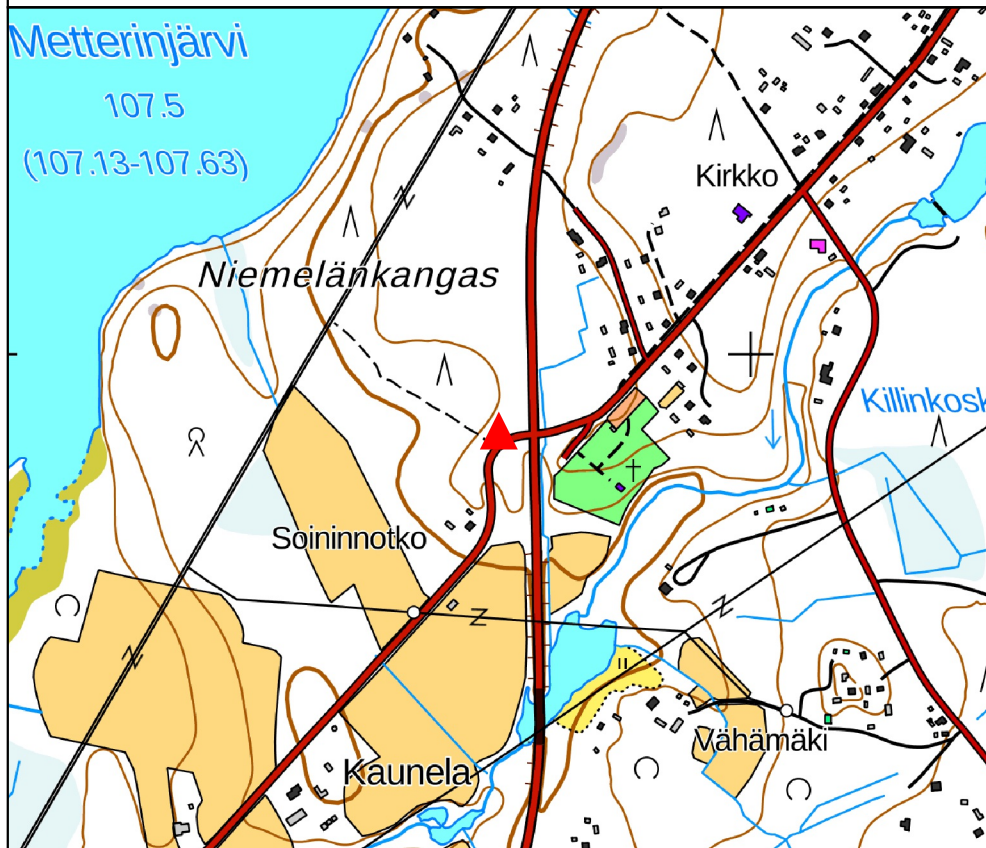 Metterinjärvi
107.5
(107.13-107.63)
Kirkko
Niemelänkangas
Killinkosk
Soininnotko
Vähämäki
Kaunela